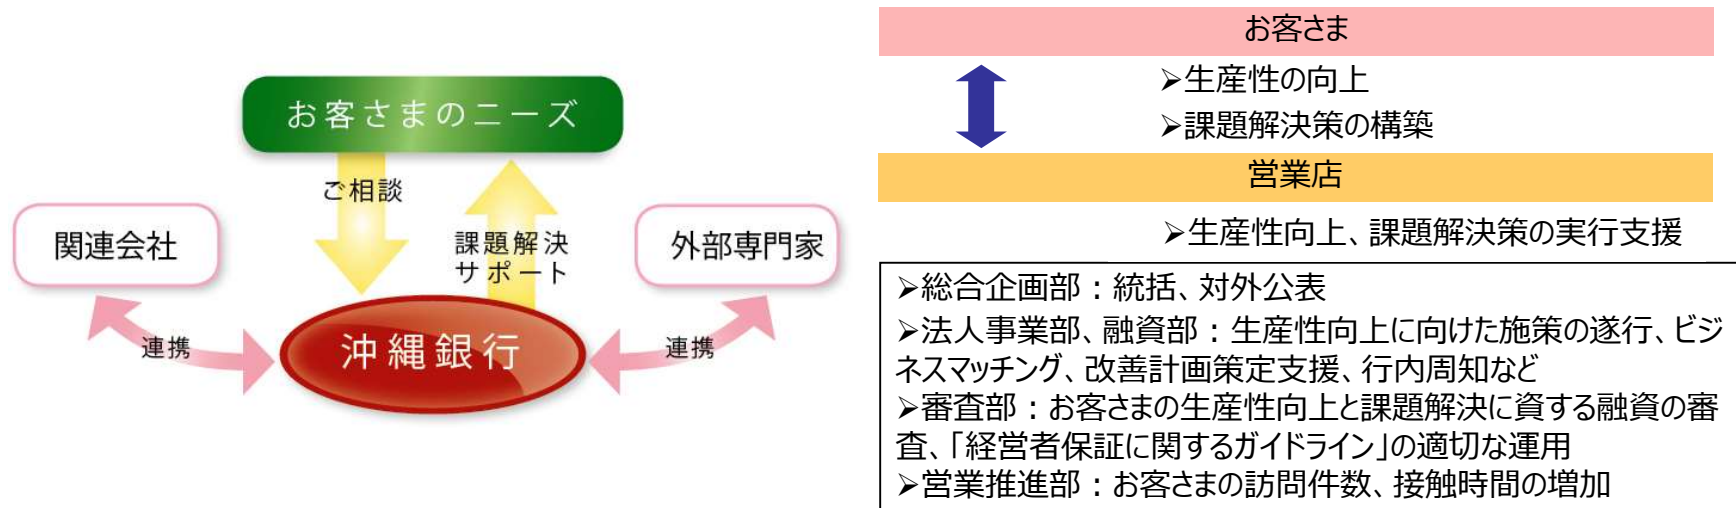 お客さまのニーズ
ご相談
課題解決
サポート
関連会社
外部専門家
連携
沖縄銀行
連携
お客さま
➢生産性の向上
➢課題解決策の構築
営業店
➢生産性向上、課題解決策の実行支援
➢総合企画部：統括、対外公表
➢法人事業部、融資部：生産性向上に向けた施策の遂行、ビジ
ネスマッチング、改善計画策定支援、行内周知など
➢審査部：お客さまの生産性向上と課題解決に資する融資の審
査、「経営者保証に関するガイドライン」の適切な運用
➢営業推進部：お客さまの訪問件数、接触時間の増加